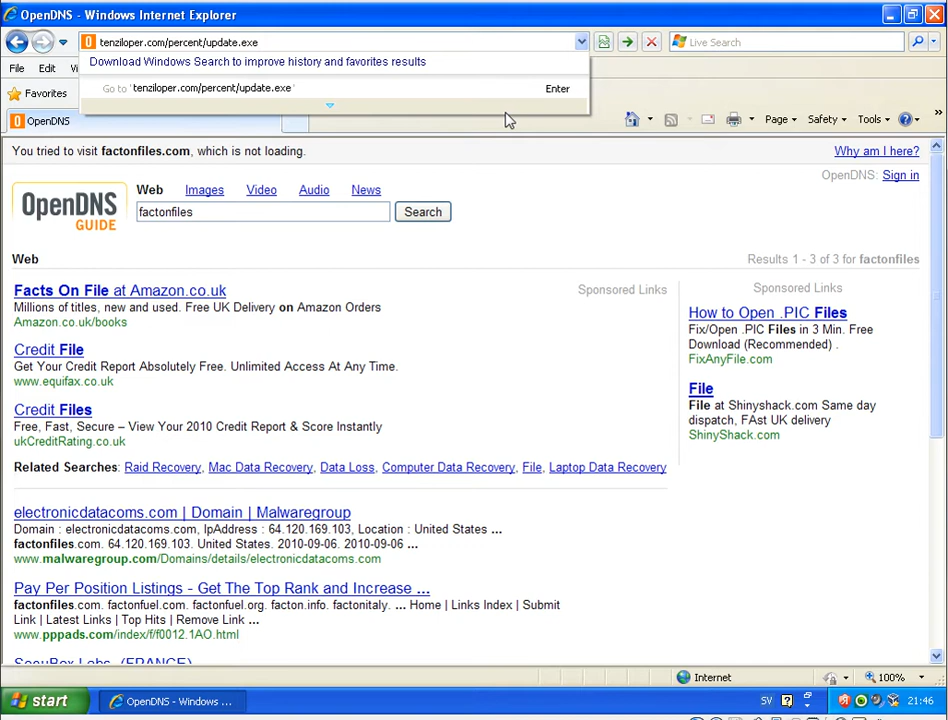 OpenDNS - Windows Internet Explorer
tenziloper.com/percent/update.exe
Live Search
Download Windows Search to improve history and favorites results
File Edit
Go to ' tenziloper.com/percent/update.exe ' Enter
Favorites
OpenDNS
Page Safety Tools
You tried to visit factonfiles.com, which is not loading.
Why am I here?
OpenDNS: Sign in
OpenDNS
GUIDE
Web Images Video Audio News
factonfiles Search
Web
Results 1 - 3 of 3 for factonfiles
Facts On File at Amazon.co.uk
Sponsored Links
Millions of titles, new and used. Free UK Delivery on Amazon Orders
Amazon.co.uk/books
Credit File
Get Your Credit Report Absolutely Free. Unlimited Access At Any Time.
www.equifax.co.uk
Credit Files
Free, Fast, Secure – View Your 2010 Credit Report & Score Instantly
ukCreditRating.co.uk
Sponsored Links
How to Open .PIC Files
Fix/Open .PIC Files in 3 Min. Free
Download (Recommended) .
FixAnyFile.com
File
File at Shinyshack.com Same day
dispatch, FAst UK delivery
ShinyShack.com
Related Searches: Raid Recovery, Mac Data Recovery, Data Loss, Computer Data Recovery, File, Laptop Data Recovery
electronicdatacoms.com | Domain | Malwaregroup
Domain : electronicdatacoms.com, IpAddress : 64.120.169.103, Location : United States ...
factonfiles.com. 64.120.169.103. United States. 2010-09-06. 2010-09-06 ...
www.malwaregroup.com/Domains/details/electronicdatacoms.com
Pay Per Position Listings - Get The Top Rank and Increase ...
factonfiles.com. factonfuel.com. factonfuel.org. facton.info. factonitaly. ... Home | Links Index | Submit
Link | Latest Links | Top Hits | Remove Link ...
www.pppads.com/index/f/f0012.1AO.html
SecuBox Labs. (FRANCE)
Internet
100%
start
OpenDNS - Windows ...
SV
21:46